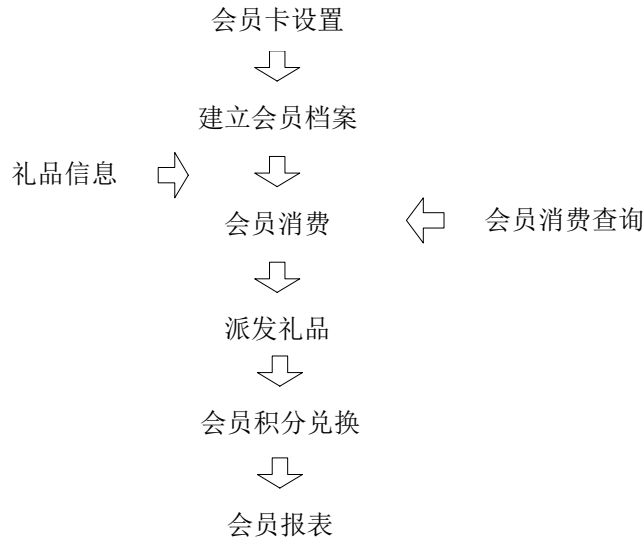 会员卡设置
建立会员档案
礼品信息
会员消费
会员消费查询
派发礼品
会员积分兑换
会员报表